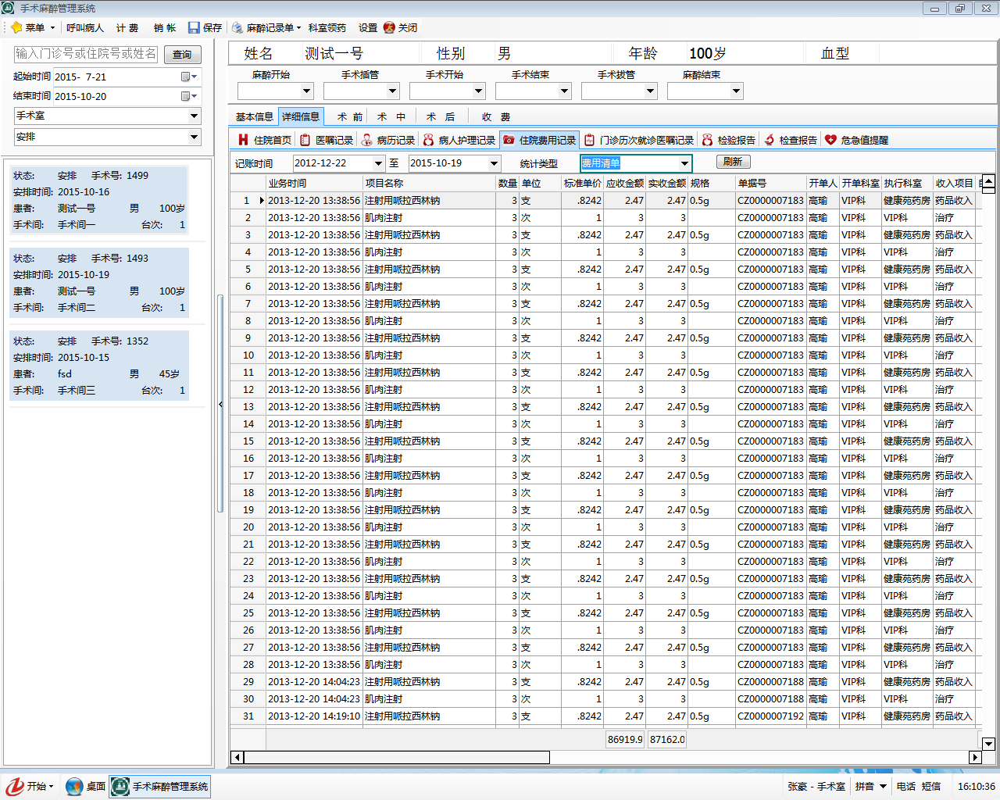 手术麻醉管理系统
菜单 呼叫病人 计 费 销 帐 保存 麻醉记录单 科室领药 设置 关闭
输入门诊号或住院号或姓名 查询
起始时间 2015- 7-21
结束时间 2015-10-20
手术室
安排
状态: 安排 手术号: 1499
安排时间: 2015-10-16
患者: 测试一号 男 100岁
手术间: 手术间一 台次: 1
状态: 安排 手术号: 1493
安排时间: 2015-10-19
患者: 测试一号 男 100岁
手术间: 手术间二 台次: 1
状态: 安排 手术号: 1352
安排时间: 2015-10-15
患者: fsd 男 45岁
手术间: 手术间三 台次: 1
姓名 测试一号 性别 男 年龄 100岁 血型
麻醉开始 手术插管 手术开始 手术结束 手术拔管 麻醉结束
基本信息 详细信息 术 前 术 中 术 后 收 费
住院首页 医嘱记录 病历记录 病人护理记录 住院费用记录 门诊历次就诊医嘱记录 检验报告 检查报告 危急值提醒
记账时间 2012-12-22 至 2015-10-19 统计类型 费用清单 刷新
业务时间 项目名称 数量 单位 标准单价 应收金额 实收金额 规格 单据号 开单人 开单科室 执行科室 收入项目
1 2013-12-20 13:38:56 注射用哌拉西林钠 3 支 .8242 2.47 2.47 0.5g CZ0000007183 高瑜 VIP科 健康苑药房 药品收入
2 2013-12-20 13:38:56 肌肉注射 3 次 1 3 3 CZ0000007183 高瑜 VIP科 VIP科 治疗
3 2013-12-20 13:38:56 注射用哌拉西林钠 3 支 .8242 2.47 2.47 0.5g CZ0000007183 高瑜 VIP科 健康苑药房 药品收入
4 2013-12-20 13:38:56 肌肉注射 3 次 1 3 3 CZ0000007183 高瑜 VIP科 VIP科 治疗
5 2013-12-20 13:38:56 注射用哌拉西林钠 3 支 .8242 2.47 2.47 0.5g CZ0000007183 高瑜 VIP科 健康苑药房 药品收入
6 2013-12-20 13:38:56 肌肉注射 3 次 1 3 3 CZ0000007183 高瑜 VIP科 VIP科 治疗
7 2013-12-20 13:38:56 注射用哌拉西林钠 3 支 .8242 2.47 2.47 0.5g CZ0000007183 高瑜 VIP科 健康苑药房 药品收入
8 2013-12-20 13:38:56 肌肉注射 3 次 1 3 3 CZ0000007183 高瑜 VIP科 VIP科 治疗
9 2013-12-20 13:38:56 注射用哌拉西林钠 3 支 .8242 2.47 2.47 0.5g CZ0000007183 高瑜 VIP科 健康苑药房 药品收入
10 2013-12-20 13:38:56 肌肉注射 3 次 1 3 3 CZ0000007183 高瑜 VIP科 VIP科 治疗
11 2013-12-20 13:38:56 注射用哌拉西林钠 3 支 .8242 2.47 2.47 0.5g CZ0000007183 高瑜 VIP科 健康苑药房 药品收入
12 2013-12-20 13:38:56 肌肉注射 3 次 1 3 3 CZ0000007183 高瑜 VIP科 VIP科 治疗
13 2013-12-20 13:38:56 注射用哌拉西林钠 3 支 .8242 2.47 2.47 0.5g CZ0000007183 高瑜 VIP科 健康苑药房 药品收入
14 2013-12-20 13:38:56 肌肉注射 3 次 1 3 3 CZ0000007183 高瑜 VIP科 VIP科 治疗
15 2013-12-20 13:38:56 注射用哌拉西林钠 3 支 .8242 2.47 2.47 0.5g CZ0000007183 高瑜 VIP科 健康苑药房 药品收入
16 2013-12-20 13:38:56 肌肉注射 3 次 1 3 3 CZ0000007183 高瑜 VIP科 VIP科 治疗
17 2013-12-20 13:38:56 注射用哌拉西林钠 3 支 .8242 2.47 2.47 0.5g CZ0000007183 高瑜 VIP科 健康苑药房 药品收入
18 2013-12-20 13:38:56 肌肉注射 3 次 1 3 3 CZ0000007183 高瑜 VIP科 VIP科 治疗
19 2013-12-20 13:38:56 注射用哌拉西林钠 3 支 .8242 2.47 2.47 0.5g CZ0000007183 高瑜 VIP科 健康苑药房 药品收入
20 2013-12-20 13:38:56 肌肉注射 3 次 1 3 3 CZ0000007183 高瑜 VIP科 VIP科 治疗
21 2013-12-20 13:38:56 注射用哌拉西林钠 3 支 .8242 2.47 2.47 0.5g CZ0000007183 高瑜 VIP科 健康苑药房 药品收入
22 2013-12-20 13:38:56 肌肉注射 3 次 1 3 3 CZ0000007183 高瑜 VIP科 VIP科 治疗
23 2013-12-20 13:38:56 注射用哌拉西林钠 3 支 .8242 2.47 2.47 0.5g CZ0000007183 高瑜 VIP科 健康苑药房 药品收入
24 2013-12-20 13:38:56 肌肉注射 3 次 1 3 3 CZ0000007183 高瑜 VIP科 VIP科 治疗
25 2013-12-20 13:38:56 注射用哌拉西林钠 3 支 .8242 2.47 2.47 0.5g CZ0000007183 高瑜 VIP科 健康苑药房 药品收入
26 2013-12-20 13:38:56 肌肉注射 3 次 1 3 3 CZ0000007183 高瑜 VIP科 VIP科 治疗
27 2013-12-20 13:38:56 注射用哌拉西林钠 3 支 .8242 2.47 2.47 0.5g CZ0000007183 高瑜 VIP科 健康苑药房 药品收入
28 2013-12-20 13:38:56 肌肉注射 3 次 1 3 3 CZ0000007183 高瑜 VIP科 VIP科 治疗
29 2013-12-20 14:04:23 注射用哌拉西林钠 3 支 .8242 2.47 2.47 0.5g CZ0000007188 高瑜 VIP科 健康苑药房 药品收入
30 2013-12-20 14:04:23 肌肉注射 3 次 1 3 3 CZ0000007188 高瑜 VIP科 VIP科 治疗
31 2013-12-20 14:19:10 注射用哌拉西林钠 3 支 .8242 2.47 2.47 0.5g CZ0000007192 高瑜 VIP科 健康苑药房 药品收入
86919.9 87162.0
开始 桌面 手术麻醉管理系统 张豪 - 手术室 拼音 电话 短信 16:10:36